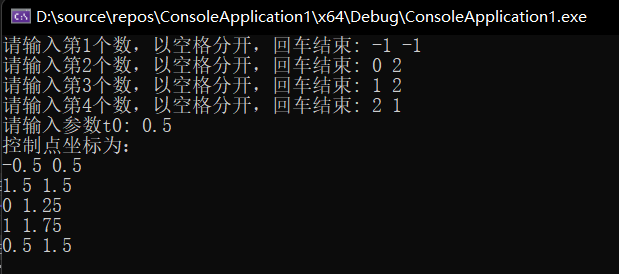 D:\source\repos\ConsoleApplication1\x64\Debug\ConsoleApplication1.exe
请输入第1个数，以空格分开，回车结束: -1 -1
请输入第2个数，以空格分开，回车结束: 0 2
请输入第3个数，以空格分开，回车结束: 1 2
请输入第4个数，以空格分开，回车结束: 2 1
请输入参数t0: 0.5
控制点坐标为：
-0.5 0.5
1.5 1.5
0 1.25
1 1.75
0.5 1.5